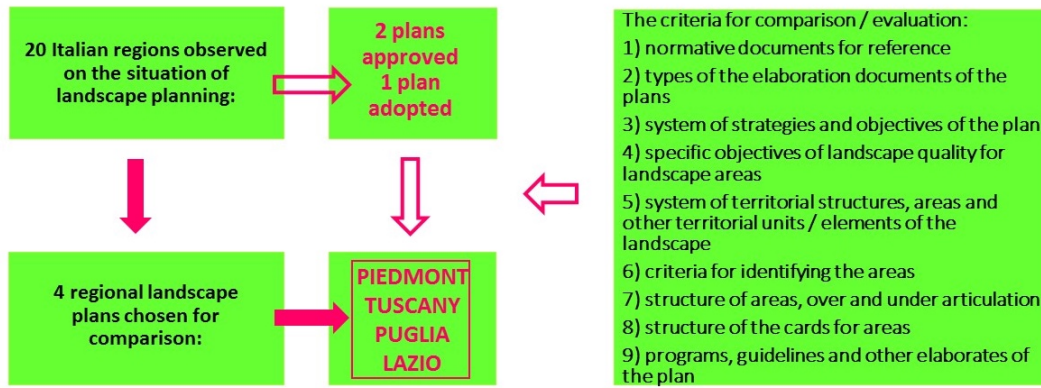 20 Italian regions observed
on the situation of
landscape planning:
2 plans
approved
1 plan
adopted
4 regional landscape
plans chosen for
comparison:
PIEDMONT
TUSCANY
PUGLIA
LAZIO
The criteria for comparison / evaluation:
1) normative documents for reference
2) types of the elaboration documents of the
plans
3) system of strategies and objectives of the plan
4) specific objectives of landscape quality for
landscape areas
5) system of territorial structures, areas and
other territorial units / elements of the
landscape
6) criteria for identifying the areas
7) structure of areas, over and under articulation
8) structure of the cards for areas
9) programs, guidelines and other elaborates of
the plan